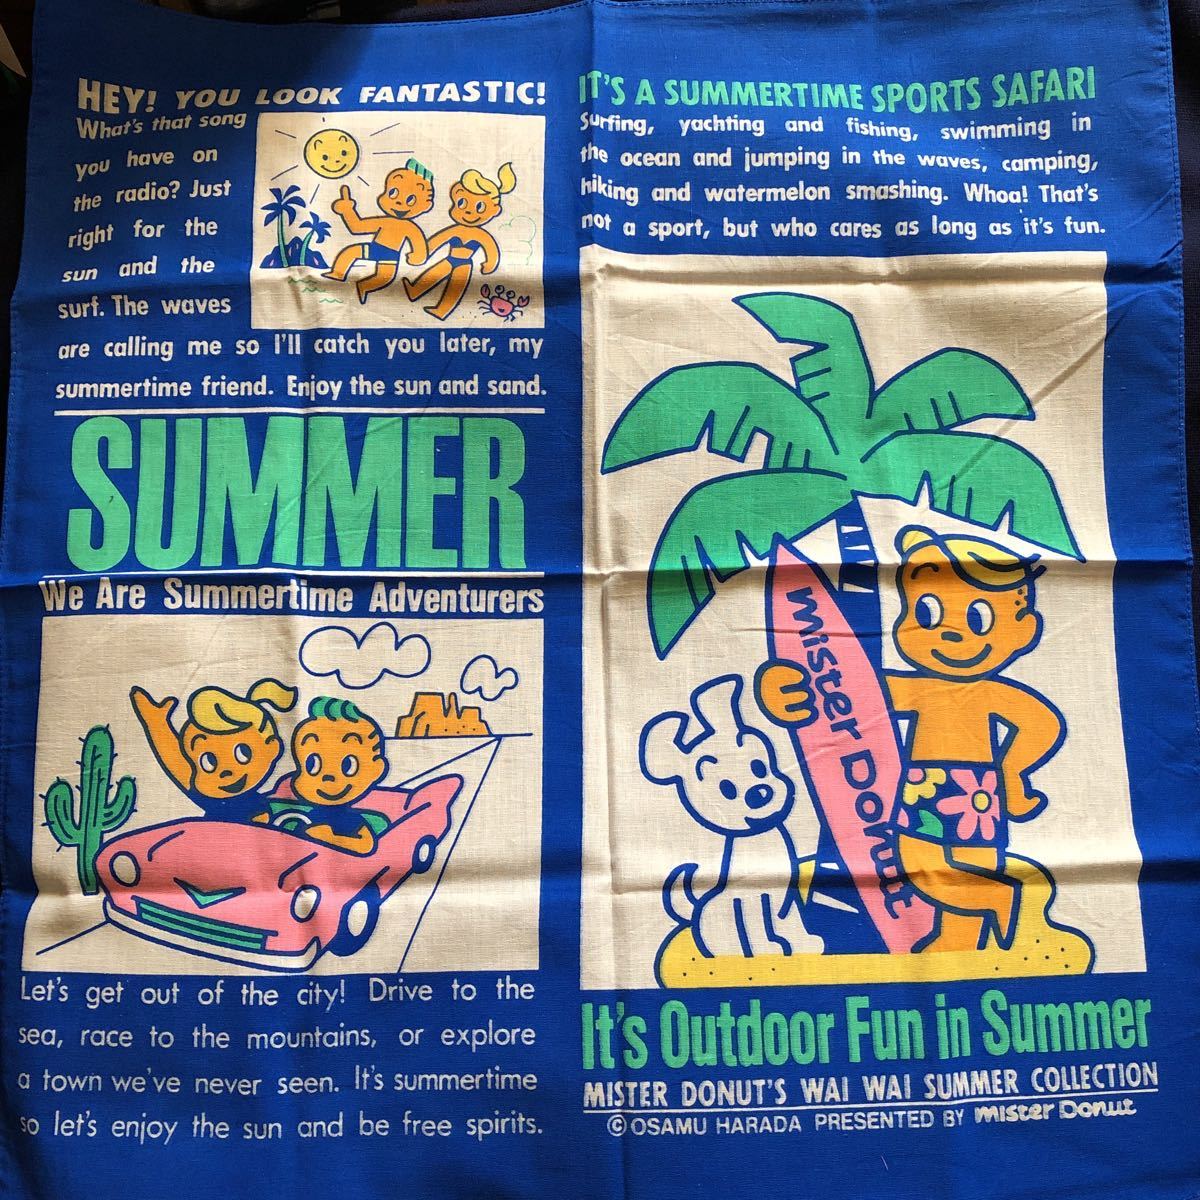 HEY! YOU LOOK FANTASTIC!
What's that song
you have on
the radio? Just
right for the
sun and the
surf. The waves
are calling me so I'll catch you later, my
summertime friend. Enjoy the sun and sand.
SUMMER
We Are Summertime Adventurers
Let's get out of the city! Drive to the
sea, race to the mountains, or explore
a town we've never seen. It's summertime
so let's enjoy the sun and be free spirits.
IT'S A SUMMERTIME SPORTS SAFARI
Surfing, yachting and fishing, swimming in
the ocean and jumping in the waves, camping,
hiking and watermelon smashing. Whoa! That's
not a sport, but who cares as long as it's fun.
Mister Donut
It's Outdoor Fun in Summer
MISTER DONUT'S WAI WAI SUMMER COLLECTION
© OSAMU HARADA PRESENTED BY Mister Donut